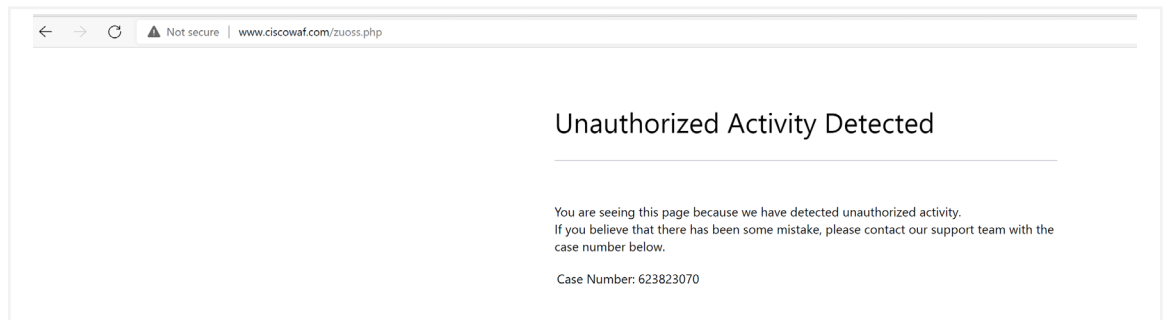 Not secure | www.ciscowaf.com/zuoss.php
Unauthorized Activity Detected
You are seeing this page because we have detected unauthorized activity.
If you believe that there has been some mistake, please contact our support team with the
case number below.
Case Number: 623823070